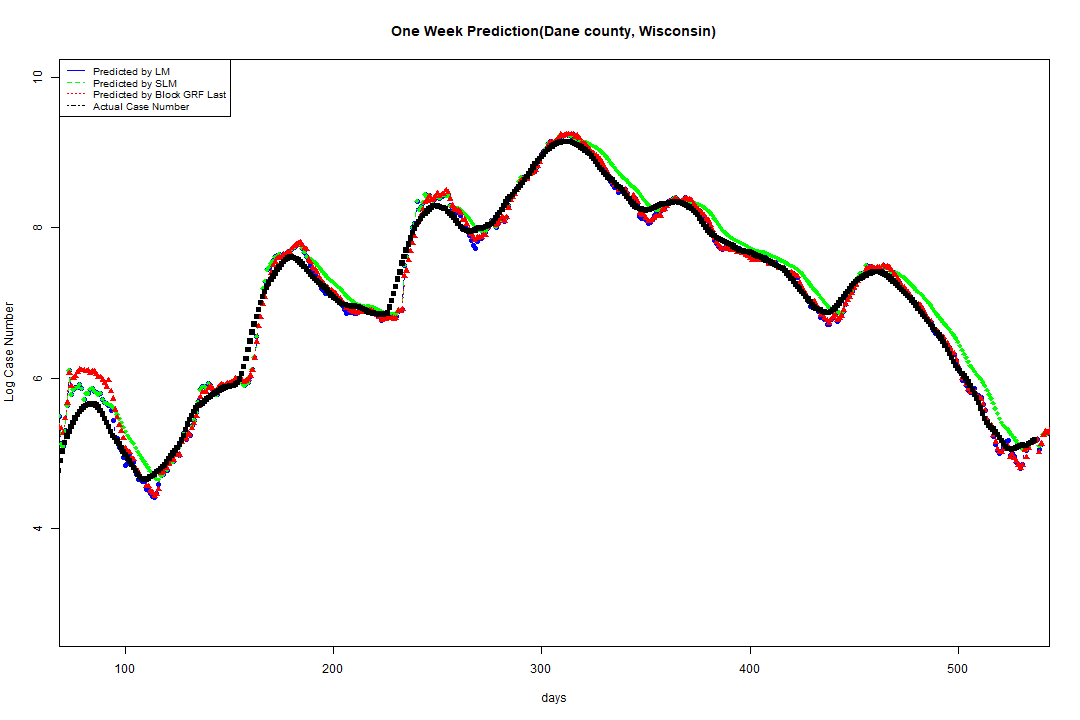 One Week Prediction(Dane county, Wisconsin)
Predicted by LM
Predicted by SLM
Predicted by Block GRF Last
Actual Case Number
10
8
6
4
Log Case Number
100 200 300 400 500
days